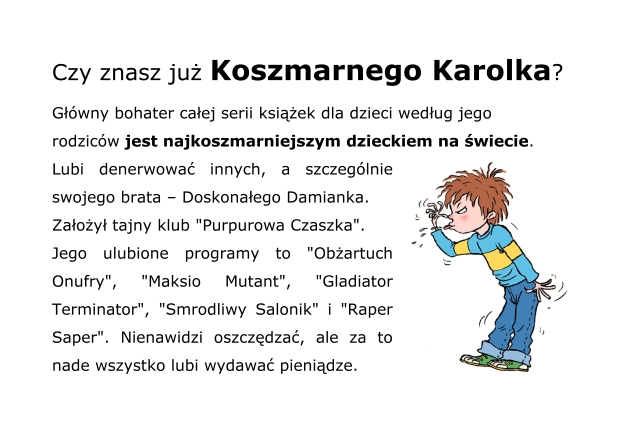 Czy znasz już Koszmarnego Karolka?
Główny bohater całej serii książek dla dzieci według jego
rodziców jest najkoszmarniejszym dzieckiem na świecie.
Lubi denerwować innych, a szczególnie
swojego brata – Doskonałego Damianka.
Założył tajny klub "Purpurowa Czaszka".
Jego ulubione programy to "Obżartuch
Onufry", "Maksio Mutant", "Gladiator
Terminator", "Smrodliwy Salonik" i "Raper
Saper". Nienawidzi oszczędzać, ale za to
nade wszystko lubi wydawać pieniądze.